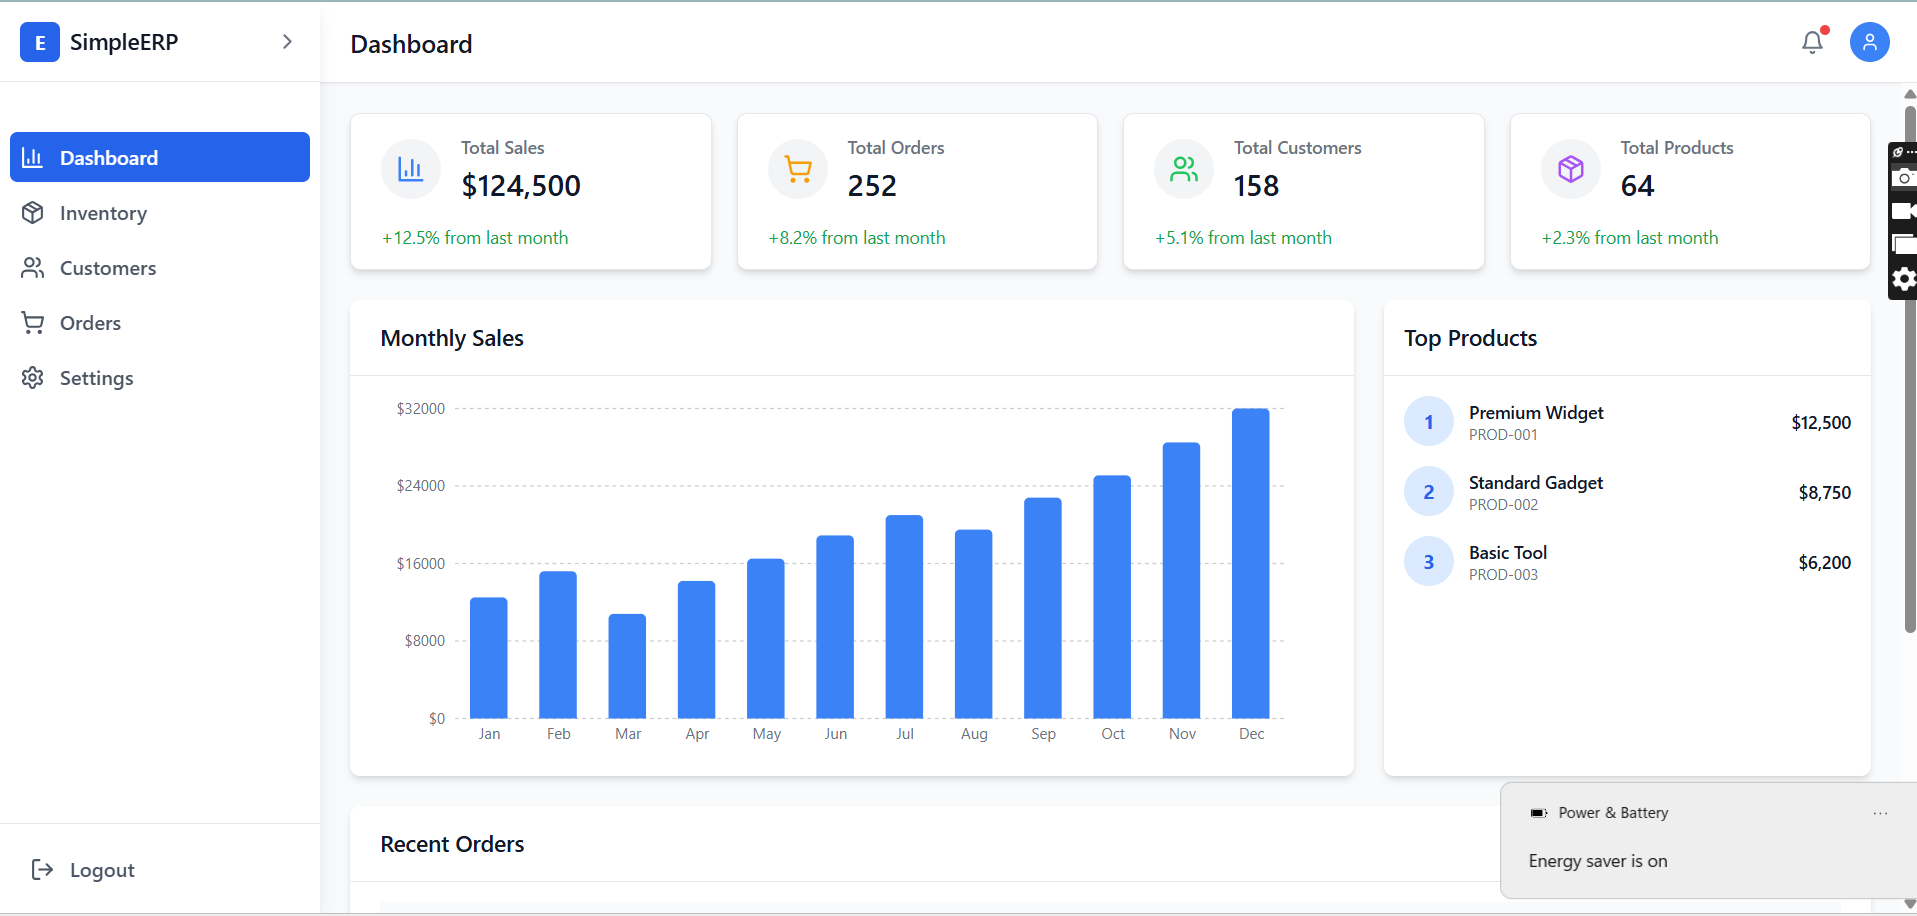 E SimpleERP
Dashboard
Dashboard
Inventory
Customers
Orders
Settings
Logout
Total Sales
$124,500
+12.5% from last month
Total Orders
252
+8.2% from last month
Total Customers
158
+5.1% from last month
Total Products
64
+2.3% from last month
Monthly Sales
$32000
$24000
$16000
$8000
$0
Jan Feb Mar Apr May Jun Jul Aug Sep Oct Nov Dec
Top Products
1 Premium Widget $12,500
PROD-001
2 Standard Gadget $8,750
PROD-002
3 Basic Tool $6,200
PROD-003
Recent Orders
Power & Battery
Energy saver is on